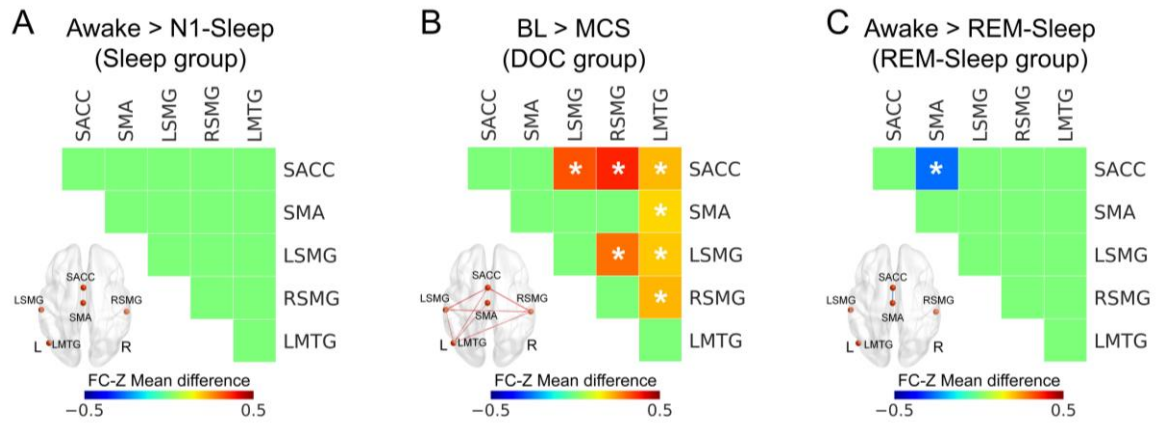 A
Awake > N1-Sleep
(Sleep group)
SACC
SMA
LSMG
RSMG
LMTG
SACC
SMA
LSMG
RSMG
LMTG
SACC
LSMG
RSMG
SMA
L
LMTG
R
FC-Z Mean difference
−0.5
0.5
B
BL > MCS
(DOC group)
SACC
SMA
LSMG
RSMG
LMTG
* * * SACC
* SMA
* * LSMG
* RSMG
LMTG
SACC
LSMG
RSMG
SMA
L
LMTG
R
FC-Z Mean difference
−0.5
0.5
C
Awake > REM-Sleep
(REM-Sleep group)
SACC
SMA
LSMG
RSMG
LMTG
* SACC
SMA
LSMG
RSMG
LMTG
SACC
LSMG
RSMG
SMA
L
LMTG
R
FC-Z Mean difference
−0.5
0.5